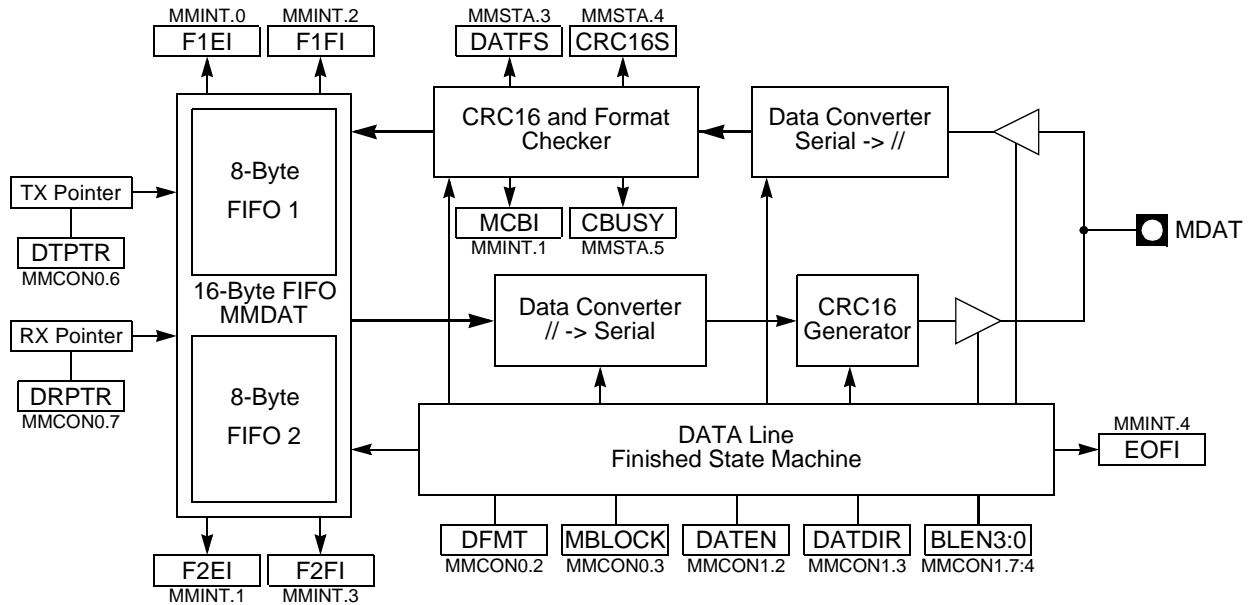 MMINT.0
F1EI
MMINT.2
F1FI
MMSTA.3
DATFS
MMSTA.4
CRC16S
CRC16 and Format
Checker
Data Converter
Serial -> //
8-Byte
FIFO 1
TX Pointer
DTPTR
MMCON0.6
MCBI
MMINT.1
CBUSY
MMSTA.5
MDAT
16-Byte FIFO
MMDAT
Data Converter
// -> Serial
CRC16
Generator
RX Pointer
DRPTR
MMCON0.7
8-Byte
FIFO 2
DATA Line
Finished State Machine
MMINT.4
EOFI
F2EI
MMINT.1
F2FI
MMINT.3
DFMT
MMCON0.2
MBLOCK
MMCON0.3
DATEN
MMCON1.2
DATDIR
MMCON1.3
BLEN3:0
MMCON1.7:4